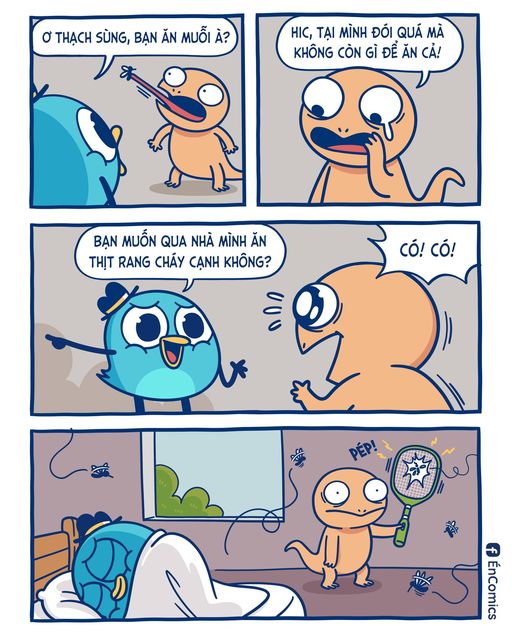 Ơ THẠCH SÙNG, BẠN ĂN MUỖI À?
HIC, TẠI MÌNH ĐÓI QUÁ MÀ
KHÔNG CÒN GÌ ĐỂ ĂN CẢ!
BẠN MUỐN QUA NHÀ MÌNH ĂN
THỊT RANG CHÁY CẠNH KHÔNG?
CÓ! CÓ!
PÉP!
f ÉnComics